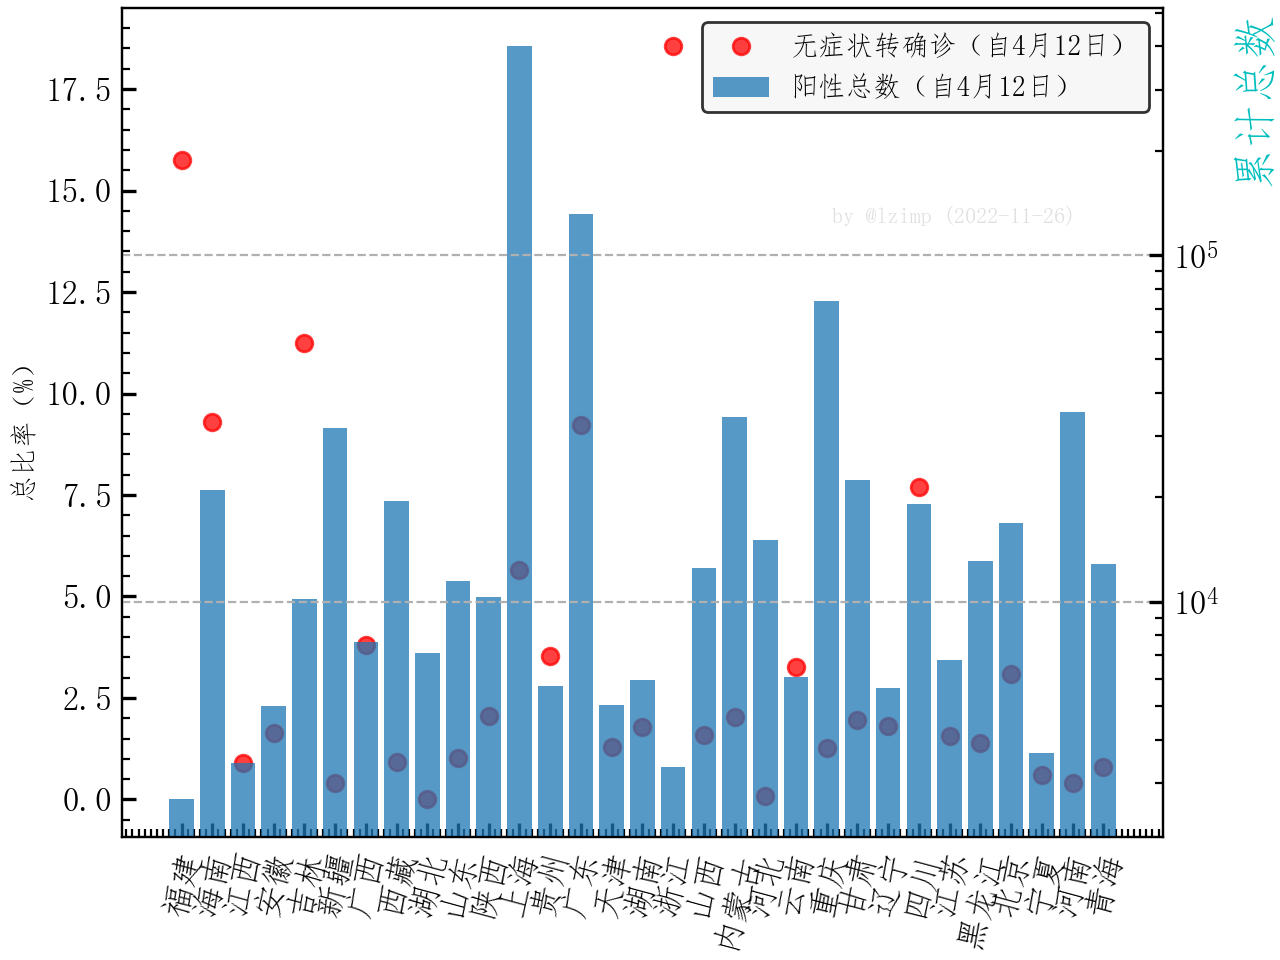 无症状转确诊（自4月12日）
阳性总数（自4月12日）
by @lzimp (2022-11-26)
总比率 (%)
17.5
15.0
12.5
10.0
7.5
5.0
2.5
0.0
累计总数
10⁵
10⁴
福建
海南
江西
安徽
吉林
新疆
广西
西藏
湖北
山东
陕西
上海
贵州
广东
天津
湖南
浙江
山西
内蒙古
河北
云南
重庆
甘肃
辽宁
四川
江苏
黑龙江
北京
宁夏
河南
青海